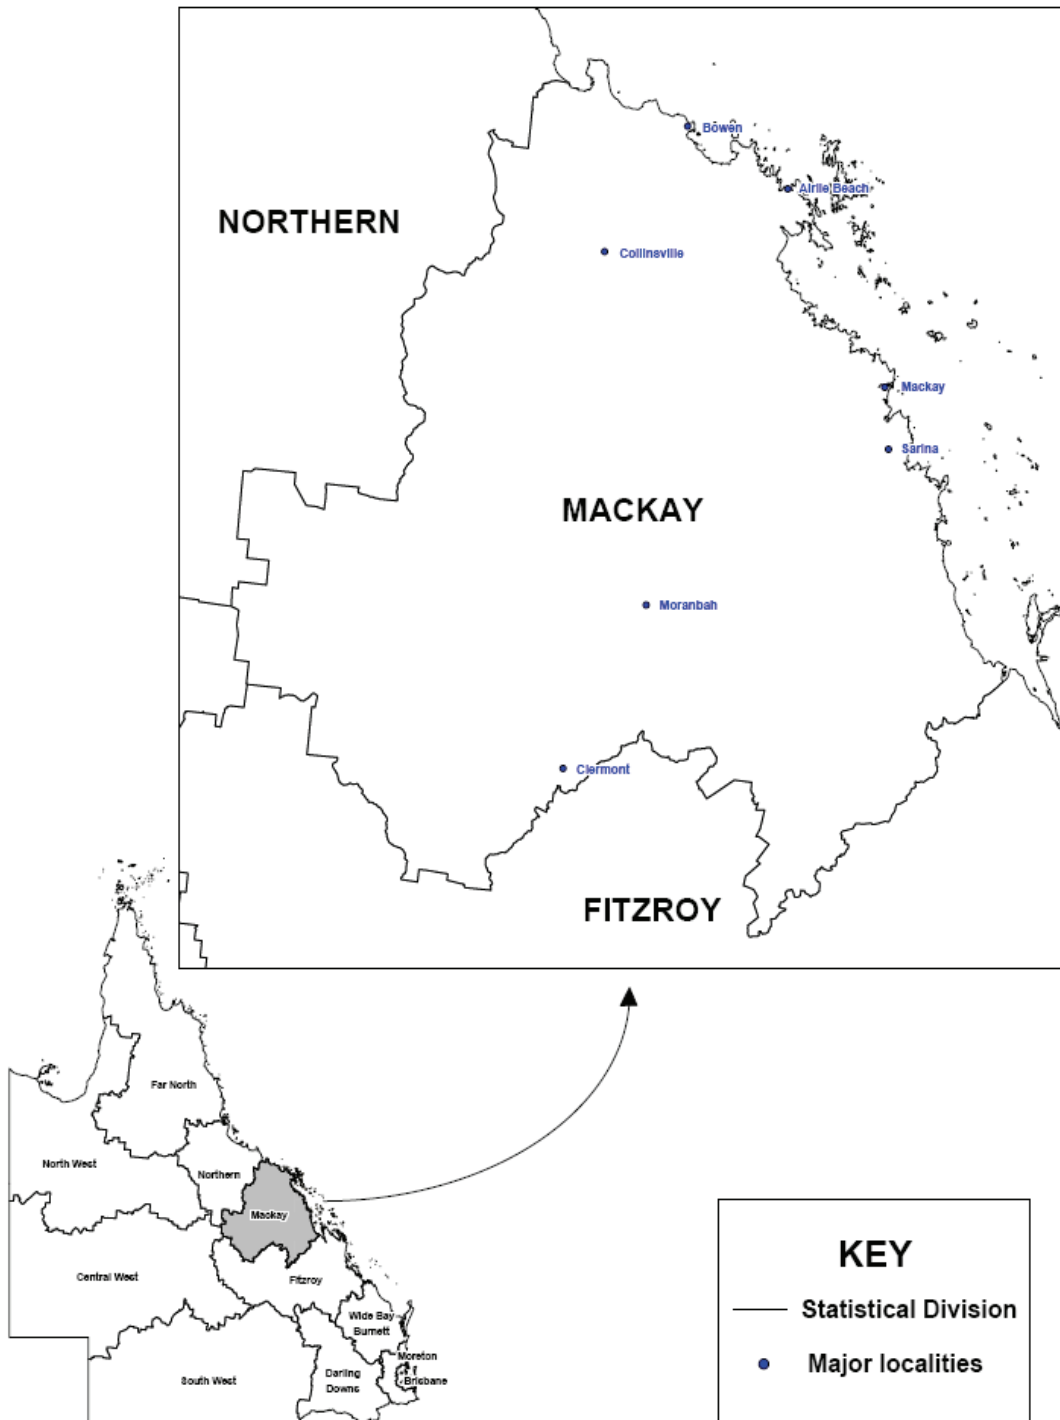 Bowen
Airlie Beach
NORTHERN
Collinsville
Mackay
Sarina
MACKAY
Moranbah
Clermont
FITZROY
Far North
North West
Northern
Mackay
Central West
Fitzroy
Wide Bay
Burnett
Moreton
Brisbane
Darling
Downs
South West
KEY
Statistical Division
Major localities